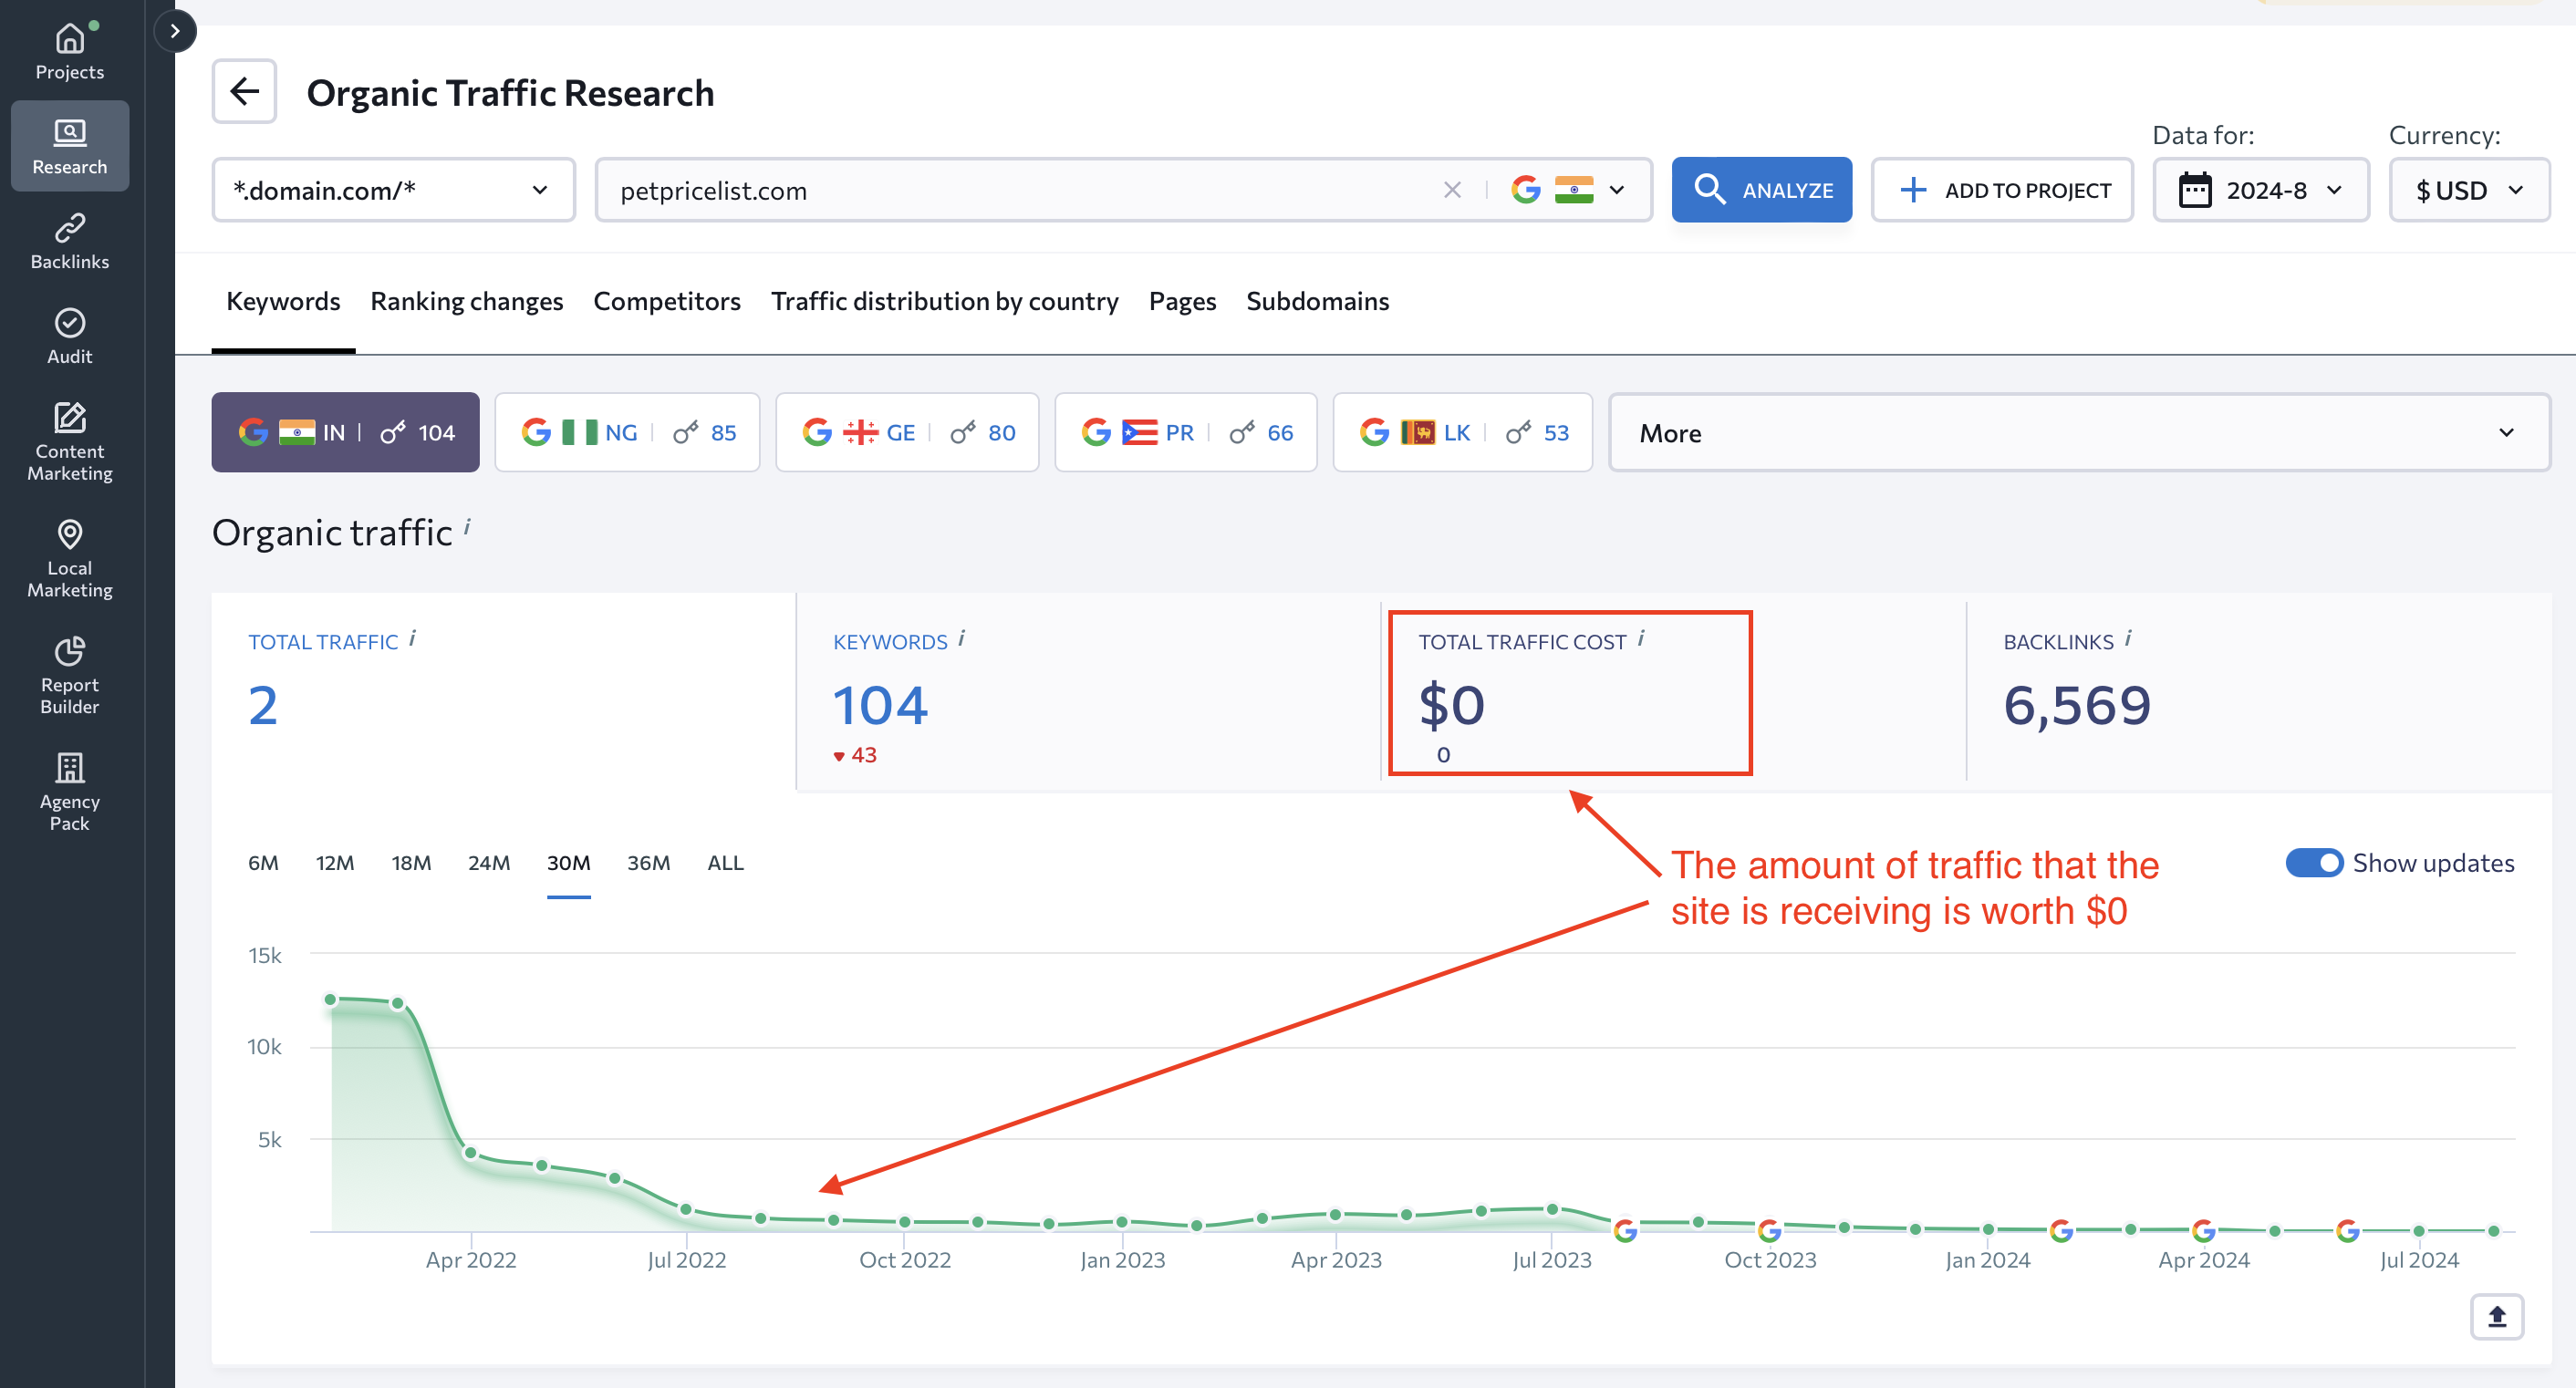 Projects
Research
Backlinks
Audit
Content
Marketing
Local
Marketing
Report
Builder
Agency
Pack
Organic Traffic Research
Data for:
Currency:
*.domain.com/*
petpricelist.com
ANALYZE
ADD TO PROJECT
2024-8
$ USD
Keywords
Ranking changes
Competitors
Traffic distribution by country
Pages
Subdomains
IN 104
NG 85
GE 80
PR 66
LK 53
More
Organic traffic i
TOTAL TRAFFIC i
2
KEYWORDS i
104
43
TOTAL TRAFFIC COST i
$0
0
BACKLINKS i
6,569
6M 12M 18M 24M 30M 36M ALL
The amount of traffic that the
site is receiving is worth $0
Show updates
15k
10k
5k
Apr 2022 Jul 2022 Oct 2022 Jan 2023 Apr 2023 Jul 2023 Oct 2023 Jan 2024 Apr 2024 Jul 2024